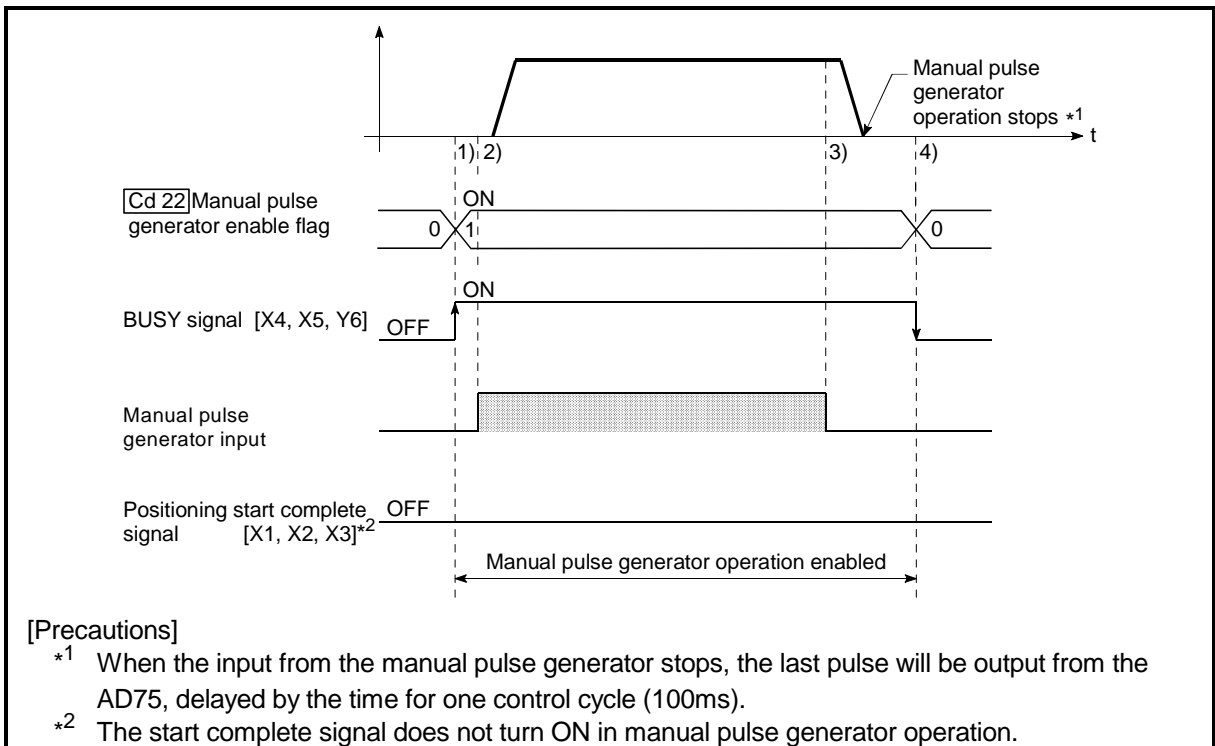 Manual pulse
generator
operation stops *1
t
1) 2) 3) 4)
Cd 22 Manual pulse
generator enable flag
ON
0 1 0
ON
BUSY signal [X4, X5, Y6] OFF
Manual pulse
generator input
Positioning start complete OFF
signal [X1, X2, X3]*2
Manual pulse generator operation enabled
[Precautions]
*1 When the input from the manual pulse generator stops, the last pulse will be output from the
AD75, delayed by the time for one control cycle (100ms).
*2 The start complete signal does not turn ON in manual pulse generator operation.